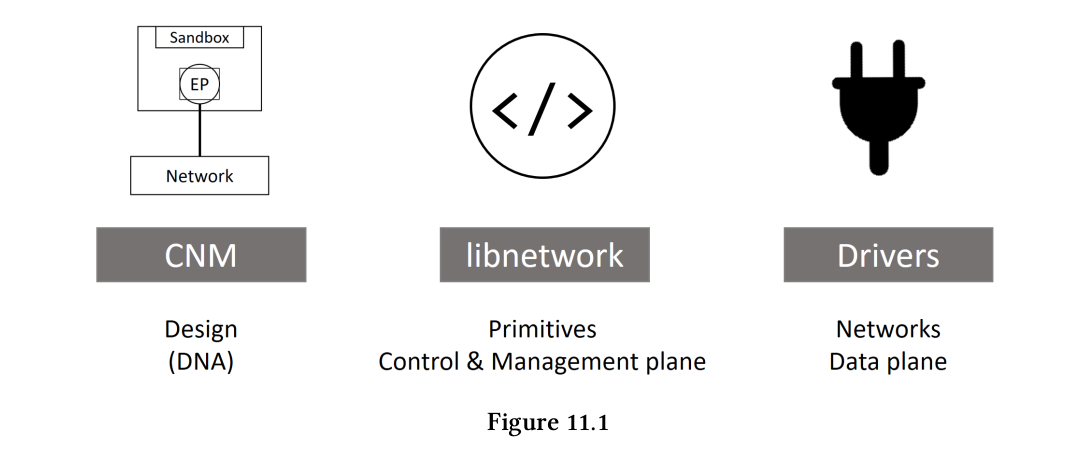 Sandbox
EP
Network
</>
CNM
libnetwork
Drivers
Design
(DNA)
Primitives
Control & Management plane
Networks
Data plane
Figure 11.1